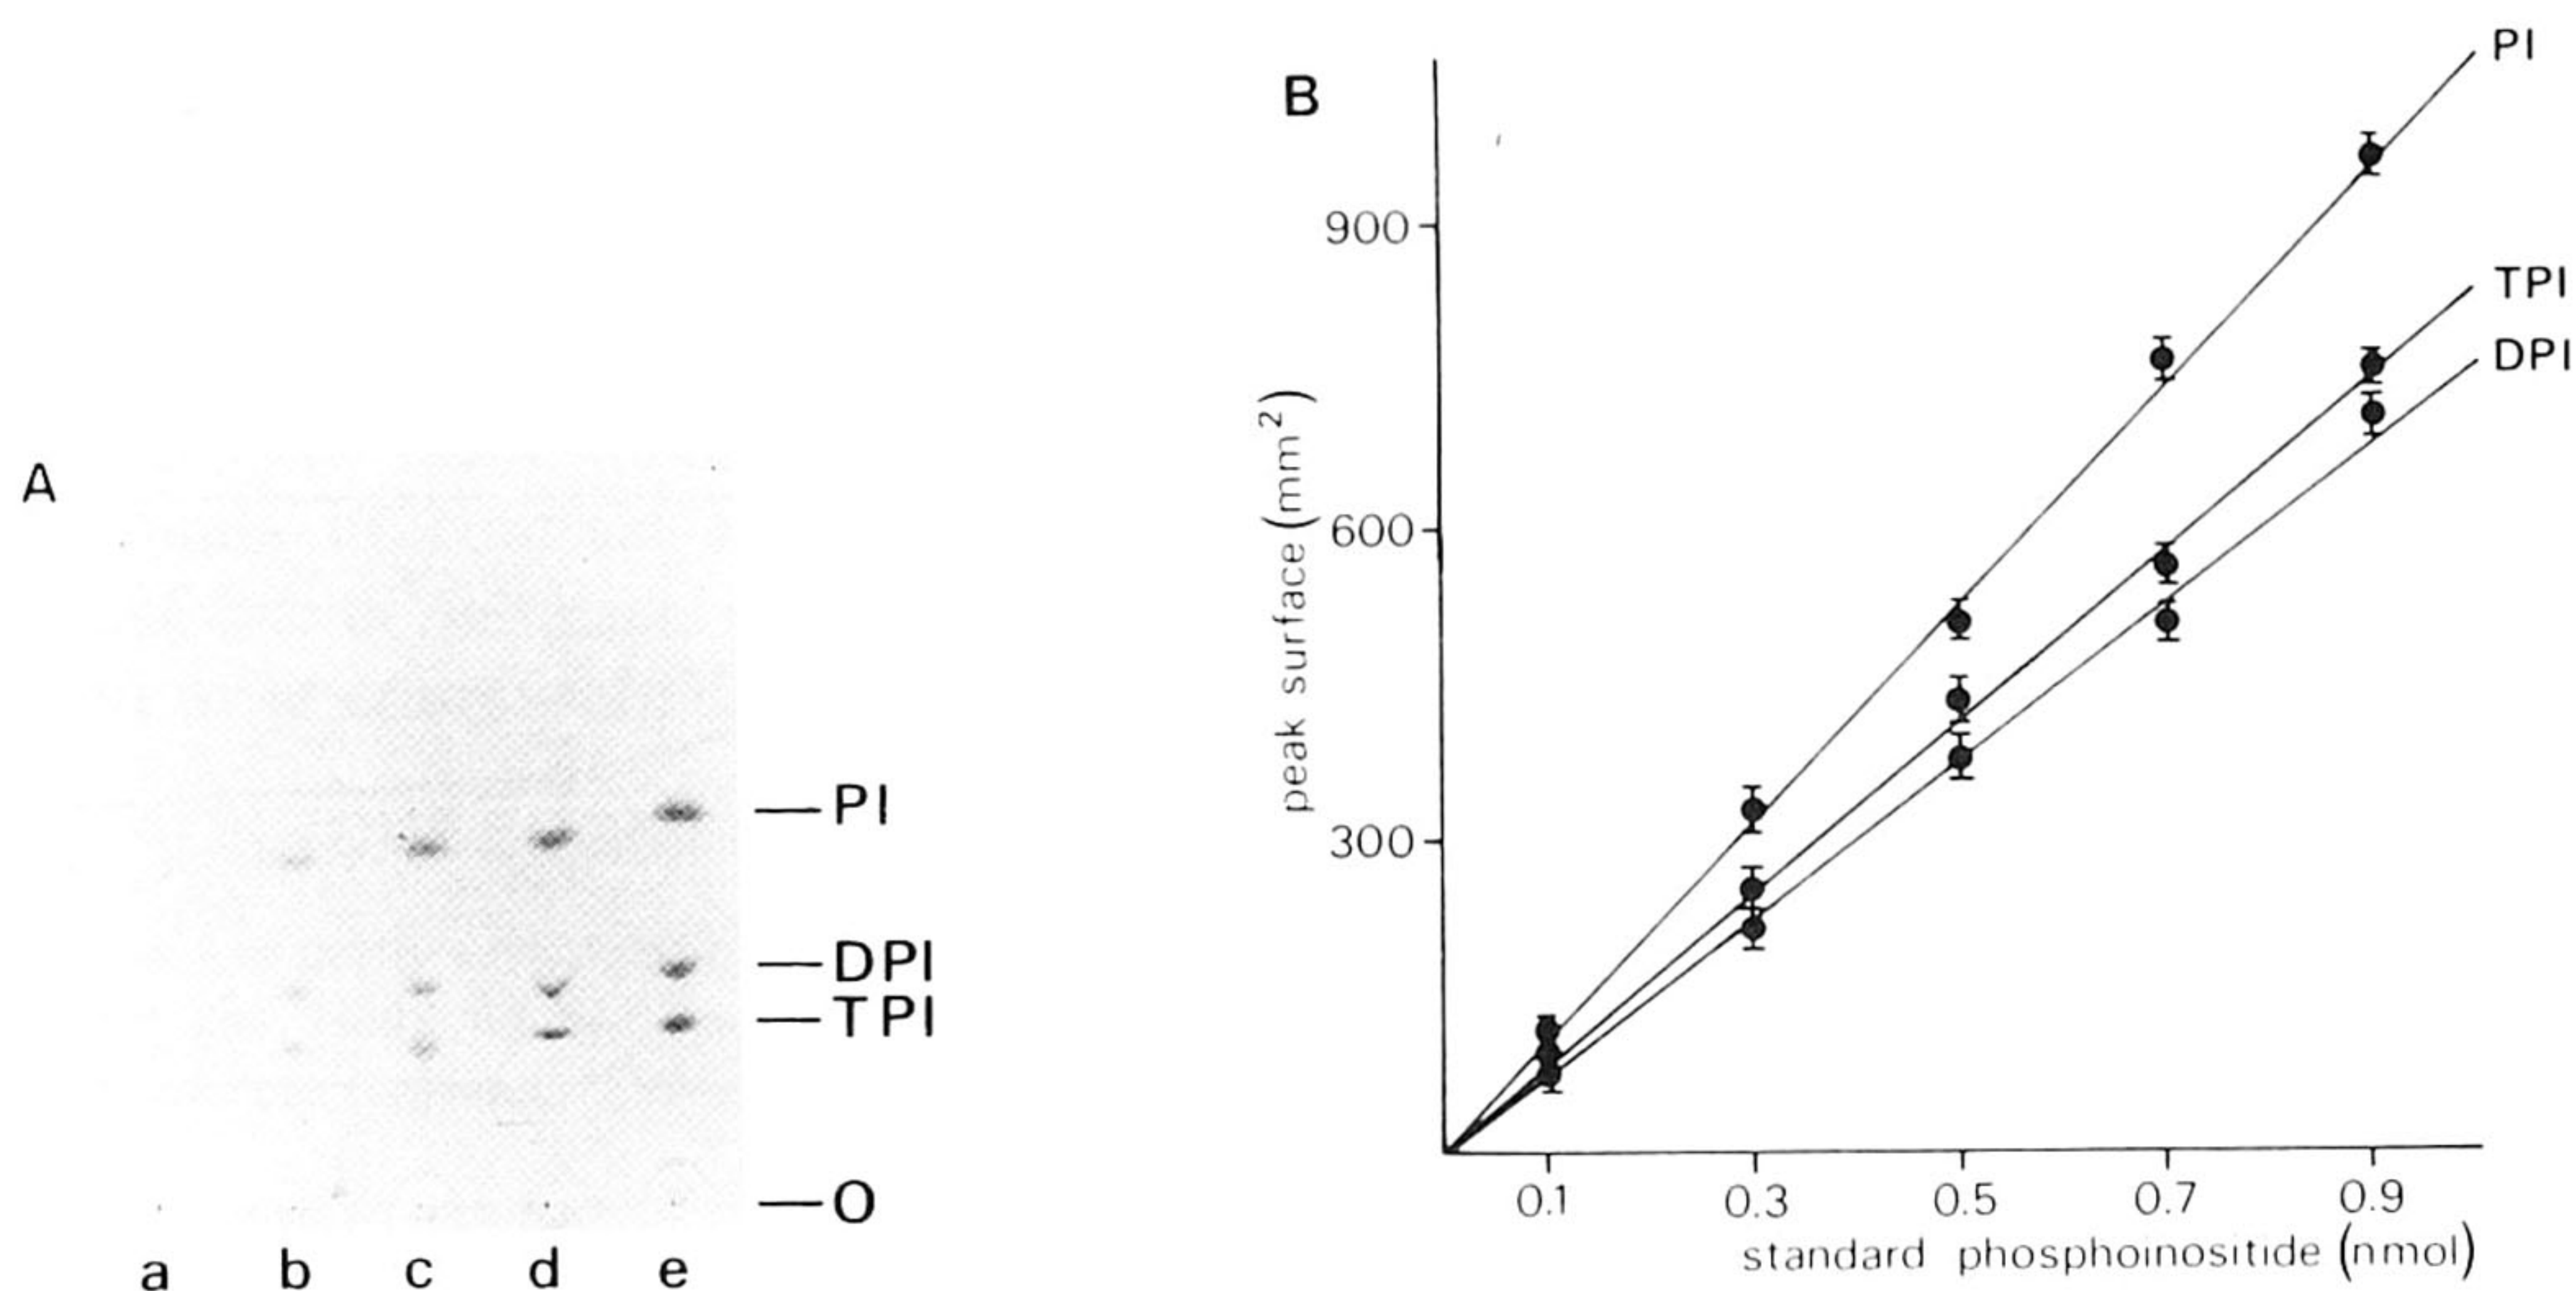 A
PI
DPI
TPI
O
a b c d e
B
PI
TPI
DPI
900
600
300
peak surface (mm²)
0.1 0.3 0.5 0.7 0.9
standard phosphoinositide (nmol)